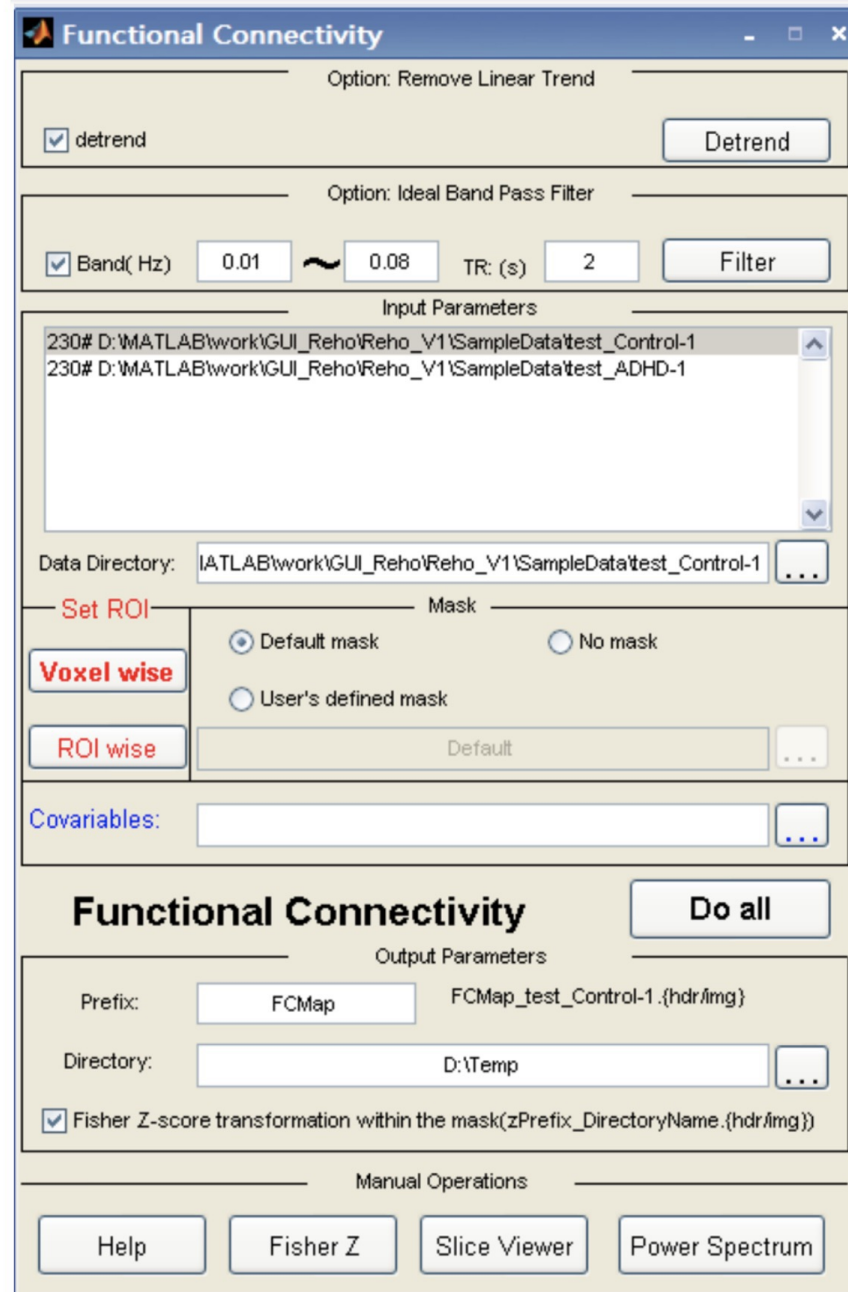 Functional Connectivity
Option: Remove Linear Trend
detrend
Detrend
Option: Ideal Band Pass Filter
Band( Hz) 0.01 ~ 0.08 TR: (s) 2 Filter
Input Parameters
230# D:\MATLAB\work\GUI_Reho\Reho_V1\SampleData\test_Control-1
230# D:\MATLAB\work\GUI_Reho\Reho_V1\SampleData\test_ADHD-1
Data Directory: IATLAB\work\GUI_Reho\Reho_V1\SampleData\test_Control-1 ...
Set ROI
Mask
Default mask
No mask
Voxel wise
User's defined mask
ROI wise
Default ...
Covariables: ...
Functional Connectivity
Do all
Output Parameters
Prefix: FCMap FCMap_test_Control-1.{hdr/img}
Directory: D:\Temp ...
Fisher Z-score transformation within the mask(zPrefix_DirectoryName.{hdr/img})
Manual Operations
Help Fisher Z Slice Viewer Power Spectrum